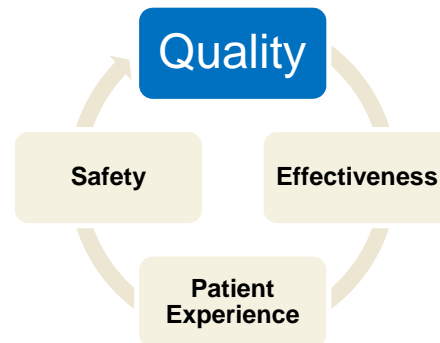 Quality
Safety
Effectiveness
Patient
Experience